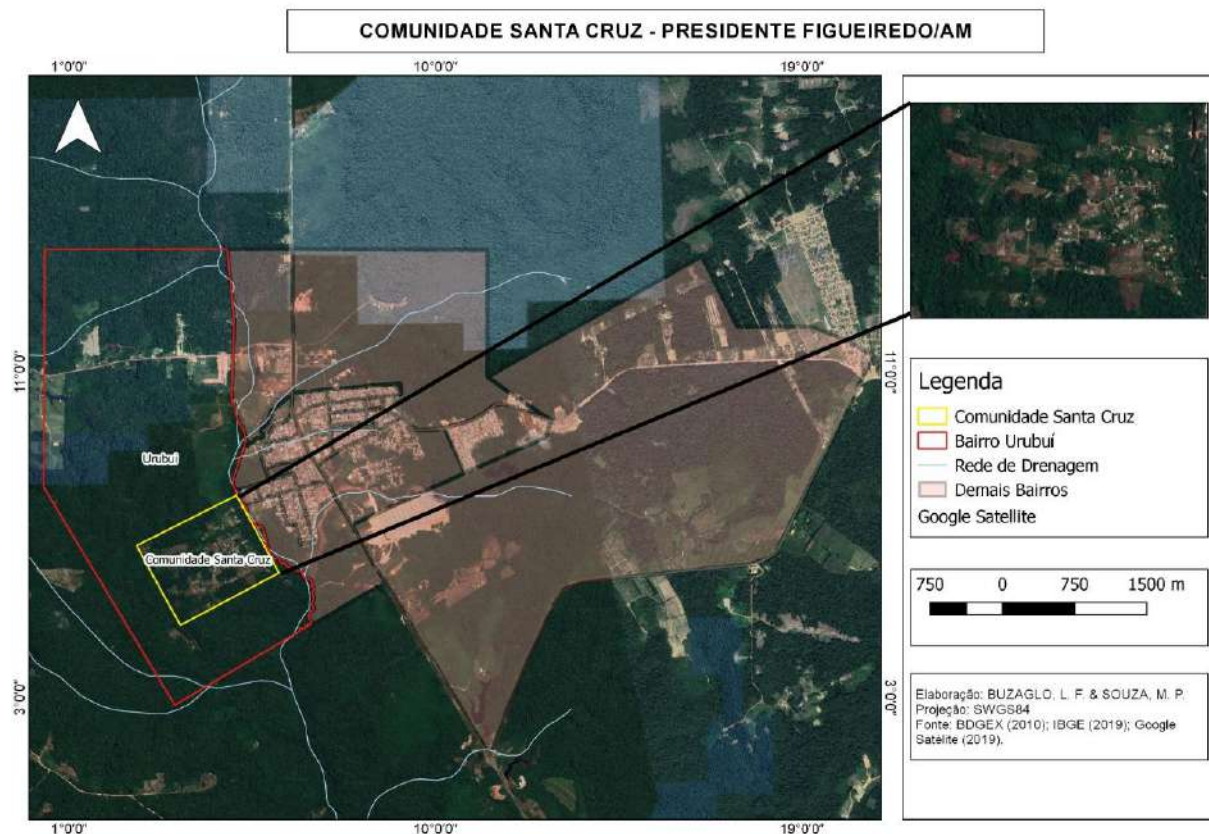 COMUNIDADE SANTA CRUZ - PRESIDENTE FIGUEIREDO/AM
1°0'0"
10°0'0"
19°0'0"
11°0'0"
11°0'0"
Urubuí
Comunidade Santa Cruz
3°0'0"
3°0'0"
1°0'0"
10°0'0"
19°0'0"
Legenda
Comunidade Santa Cruz
Bairro Urubuí
Rede de Drenagem
Demais Bairros
Google Satellite
750 0 750 1500 m
Elaboração: BUZAGLO, L. F. & SOUZA, M. P.
Projeção: SWGS84
Fonte: BDGEX (2010); IBGE (2019); Google
Satélite (2019).